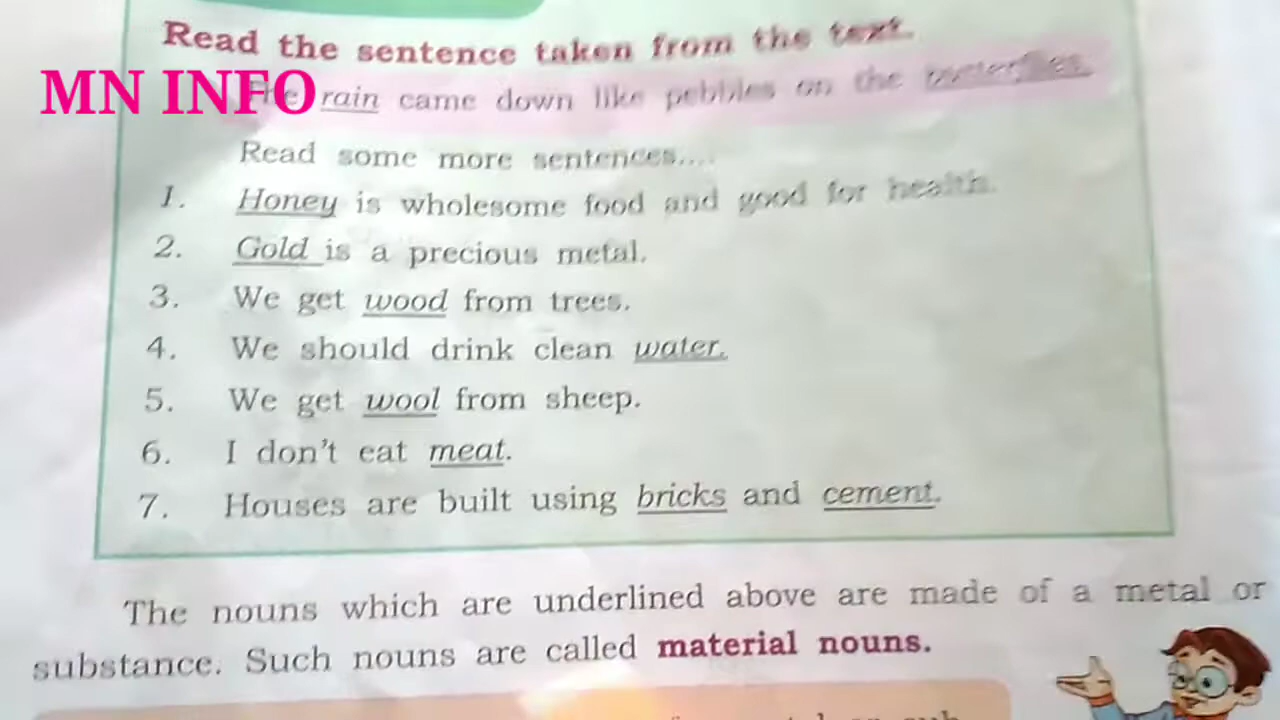 Read the sentence taken from the text.
MN INFO
The rain came down like pebbles on the butterflies.
Read some more sentences....
1. Honey is wholesome food and good for health.
2. Gold is a precious metal.
3. We get wood from trees.
4. We should drink clean water.
5. We get wool from sheep.
6. I don't eat meat.
7. Houses are built using bricks and cement.
The nouns which are underlined above are made of a metal or
substance. Such nouns are called material nouns.